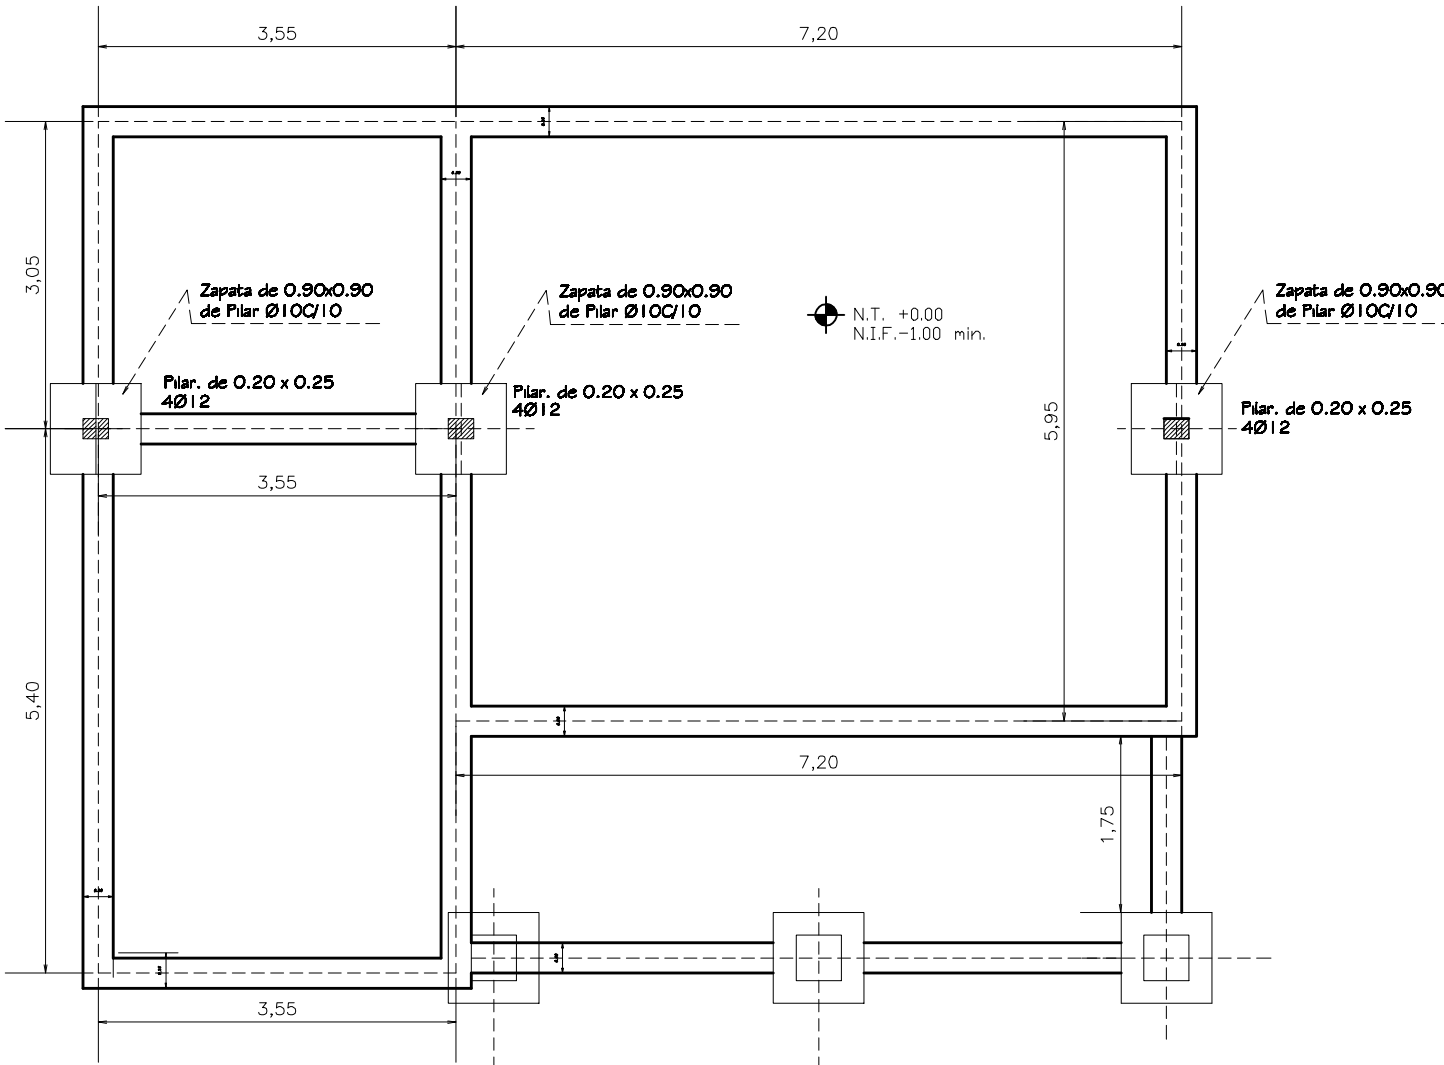 3,55
7,20
3,05
Zapata de 0.90x0.90
de Pilar Ø10C/10
Zapata de 0.90x0.90
de Pilar Ø10C/10
Zapata de 0.90x0.90
de Pilar Ø10C/10
N.T. +0.00
N.I.F.-1.00 min.
Pilar. de 0.20 x 0.25
4Ø12
Pilar. de 0.20 x 0.25
4Ø12
Pilar. de 0.20 x 0.25
4Ø12
5,95
3,55
5,40
7,20
1,75
3,55